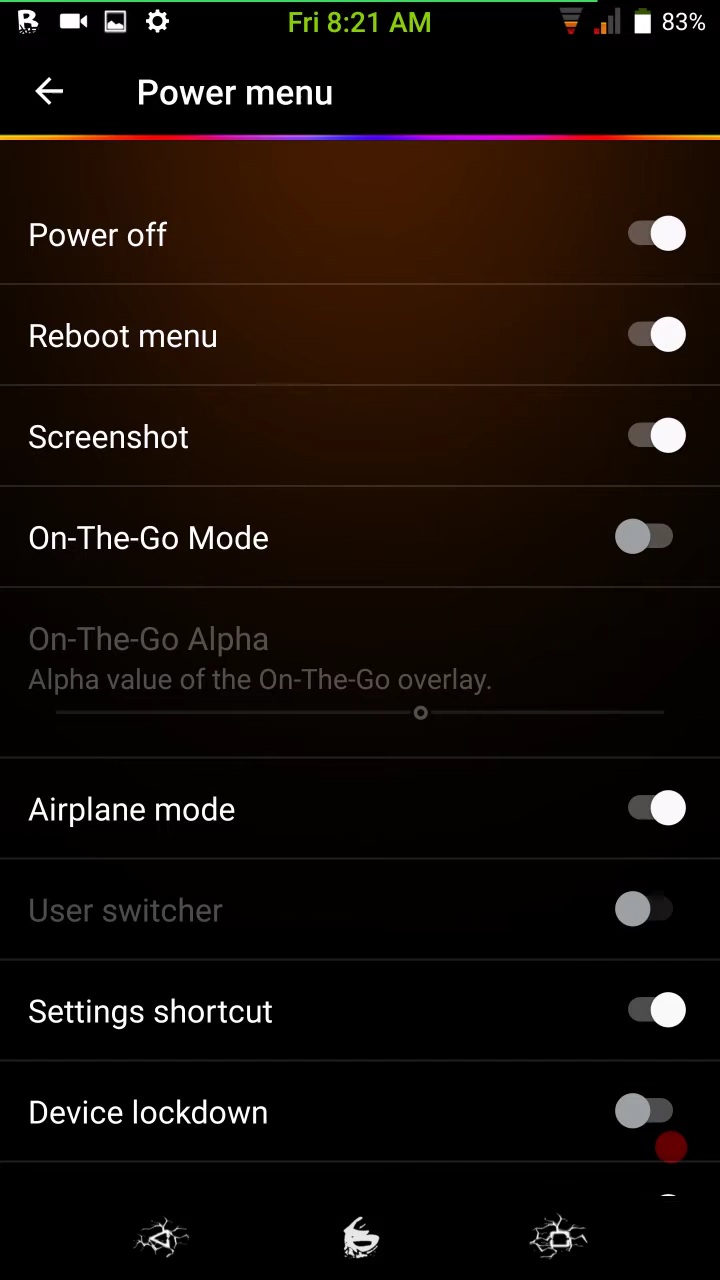 Fri 8:21 AM
83%
Power menu
Power off
Reboot menu
Screenshot
On-The-Go Mode
On-The-Go Alpha
Alpha value of the On-The-Go overlay.
Airplane mode
User switcher
Settings shortcut
Device lockdown